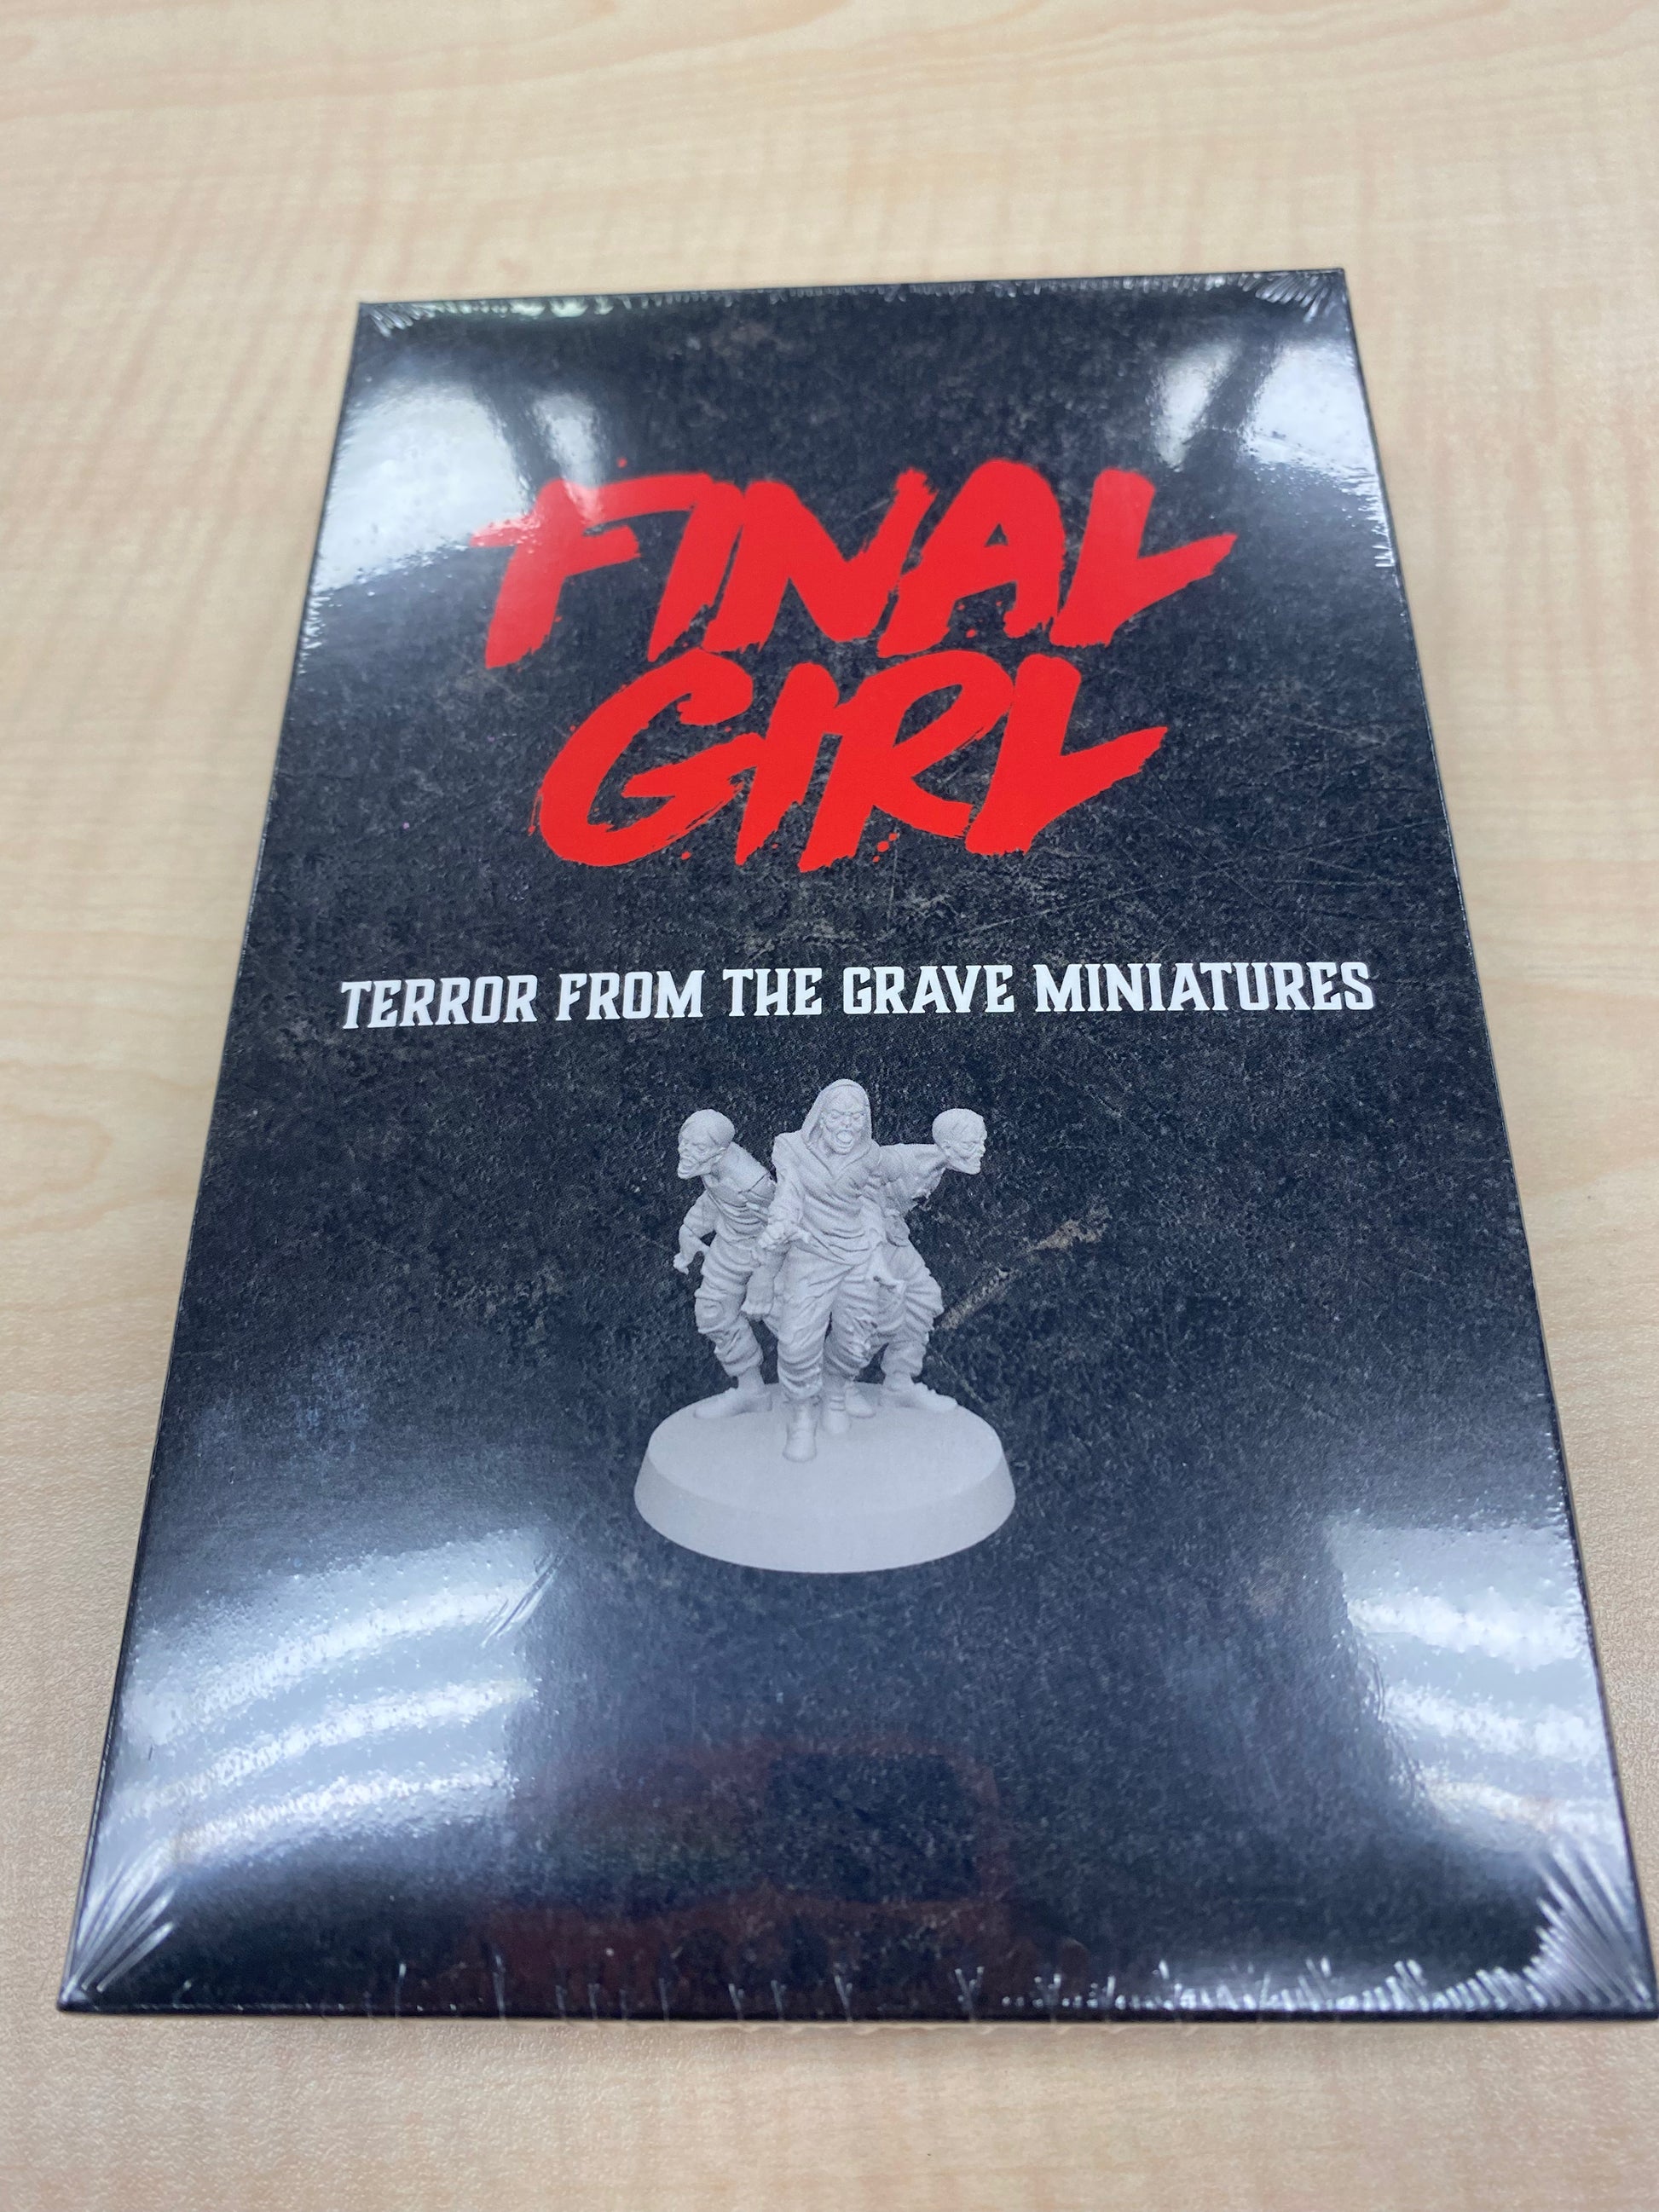 FINAL
GIRL
TERROR FROM THE GRAVE MINIATURES